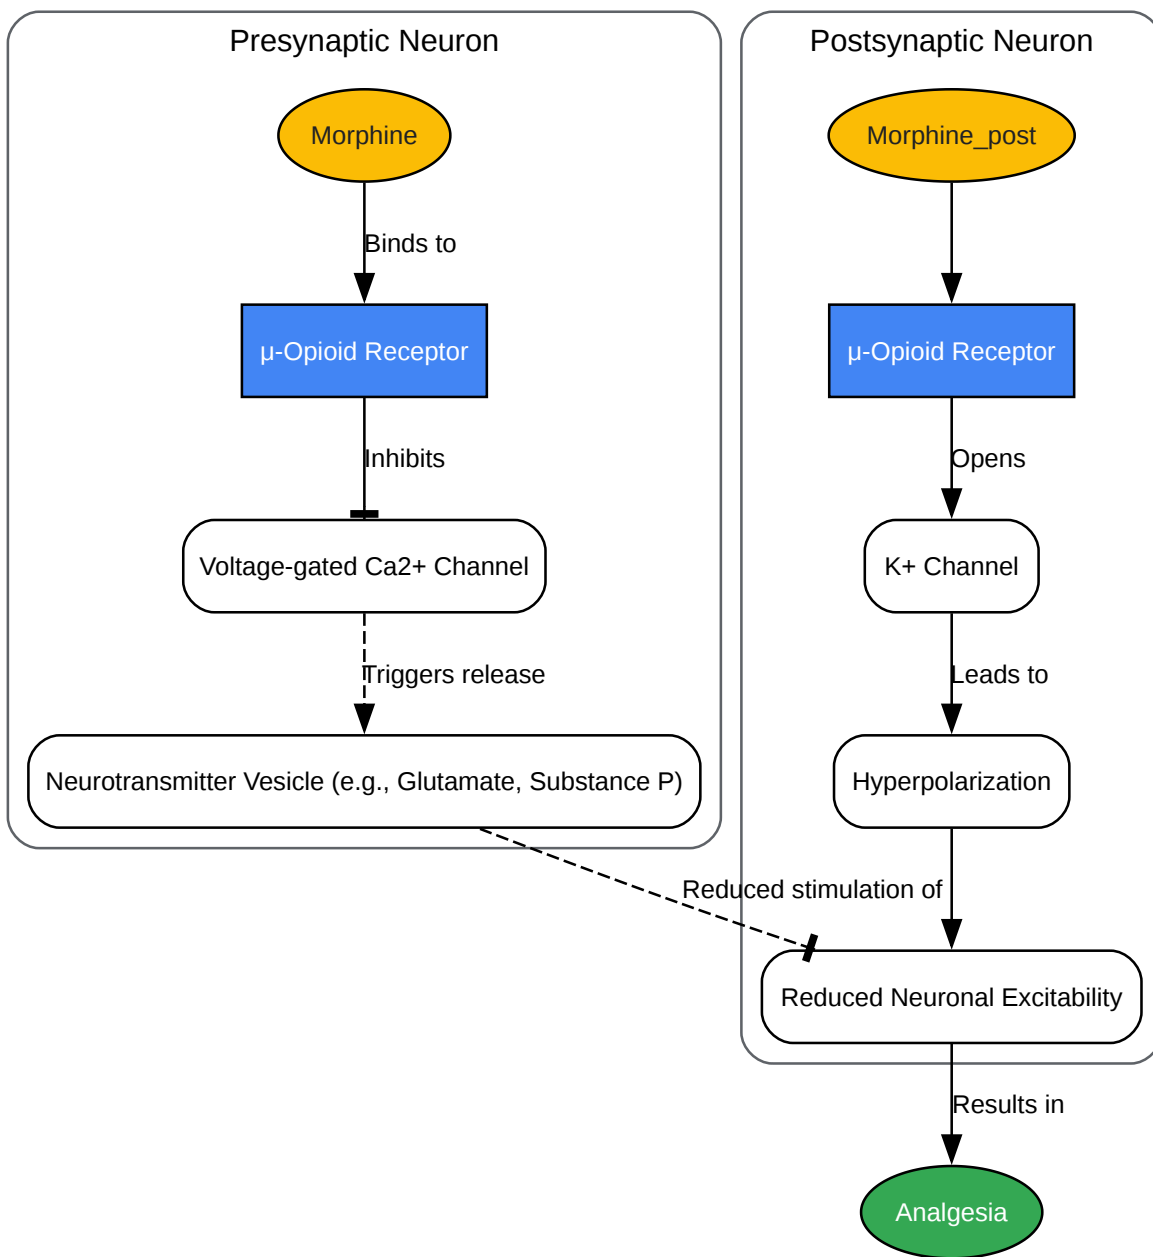 Presynaptic Neuron
Morphine
Binds to
μ-Opioid Receptor
Inhibits
Voltage-gated Ca2+ Channel
Triggers release
Neurotransmitter Vesicle (e.g., Glutamate, Substance P)
Reduced stimulation of
Postsynaptic Neuron
Morphine_post
μ-Opioid Receptor
Opens
K+ Channel
Leads to
Hyperpolarization
Reduced Neuronal Excitability
Results in
Analgesia